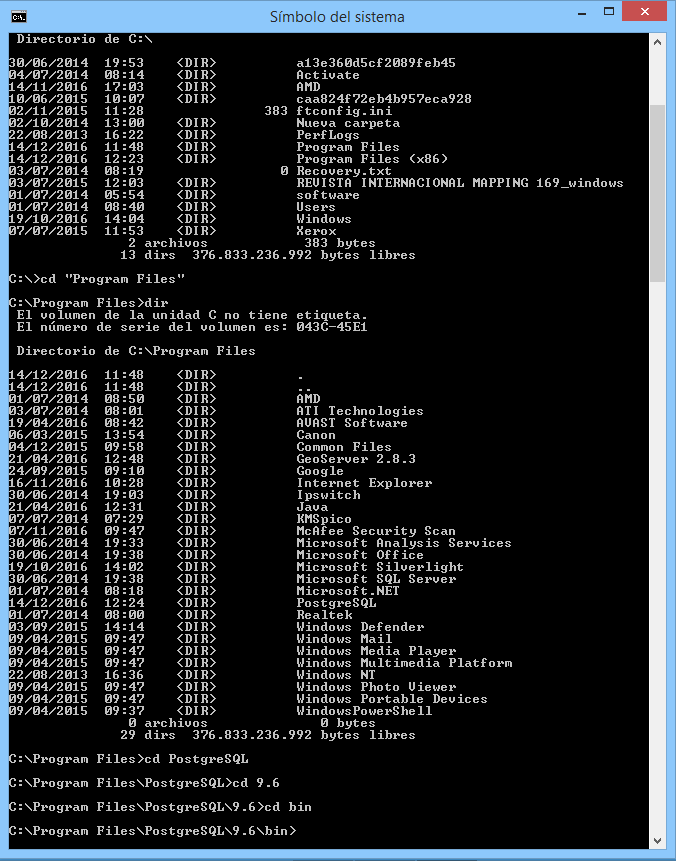 Símbolo del sistema
 Directorio de C:\
30/06/2014  19:53    <DIR>          a13e360d5cf2089feb45
04/07/2014  08:14    <DIR>          Activate
14/11/2016  17:03    <DIR>          AMD
10/06/2015  10:07    <DIR>          caa824f72eb4b957eca928
02/11/2015  11:28               383 ftconfig.ini
02/10/2014  13:00    <DIR>          Nueva carpeta
22/08/2013  16:22    <DIR>          PerfLogs
14/12/2016  11:48    <DIR>          Program Files
14/12/2016  12:23    <DIR>          Program Files (x86)
03/07/2014  08:19                 0 Recovery.txt
03/07/2015  12:03    <DIR>          REVISTA INTERNACIONAL MAPPING 169_windows
01/07/2014  05:54    <DIR>          software
01/07/2014  08:40    <DIR>          Users
19/10/2016  14:04    <DIR>          Windows
07/07/2015  11:53    <DIR>          Xerox
               2 archivos            383 bytes
              13 dirs  376.833.236.992 bytes libres
C:\>cd "Program Files"
C:\Program Files>dir
 El volumen de la unidad C no tiene etiqueta.
 El número de serie del volumen es: 043C-45E1
 Directorio de C:\Program Files
14/12/2016  11:48    <DIR>          .
14/12/2016  11:48    <DIR>          ..
01/07/2014  08:50    <DIR>          AMD
03/07/2014  08:01    <DIR>          ATI Technologies
19/04/2016  08:42    <DIR>          AVAST Software
06/03/2015  13:54    <DIR>          Canon
04/12/2015  09:58    <DIR>          Common Files
21/04/2016  12:48    <DIR>          GeoServer 2.8.3
24/09/2015  09:10    <DIR>          Google
16/11/2016  10:28    <DIR>          Internet Explorer
30/06/2014  19:03    <DIR>          Ipswitch
21/04/2016  12:31    <DIR>          Java
07/07/2014  07:29    <DIR>          KMSpico
07/11/2016  09:47    <DIR>          McAfee Security Scan
30/06/2014  19:33    <DIR>          Microsoft Analysis Services
30/06/2014  19:38    <DIR>          Microsoft Office
19/10/2016  14:02    <DIR>          Microsoft Silverlight
30/06/2014  19:38    <DIR>          Microsoft SQL Server
01/07/2014  08:18    <DIR>          Microsoft.NET
14/12/2016  12:24    <DIR>          PostgreSQL
01/07/2014  08:00    <DIR>          Realtek
03/09/2015  14:14    <DIR>          Windows Defender
09/04/2015  09:47    <DIR>          Windows Mail
09/04/2015  09:47    <DIR>          Windows Media Player
09/04/2015  09:47    <DIR>          Windows Multimedia Platform
22/08/2013  16:36    <DIR>          Windows NT
09/04/2015  09:47    <DIR>          Windows Photo Viewer
09/04/2015  09:47    <DIR>          Windows Portable Devices
09/04/2015  09:37    <DIR>          WindowsPowerShell
               0 archivos              0 bytes
              29 dirs  376.833.236.992 bytes libres
C:\Program Files>cd PostgreSQL
C:\Program Files\PostgreSQL>cd 9.6
C:\Program Files\PostgreSQL\9.6>cd bin
C:\Program Files\PostgreSQL\9.6\bin>